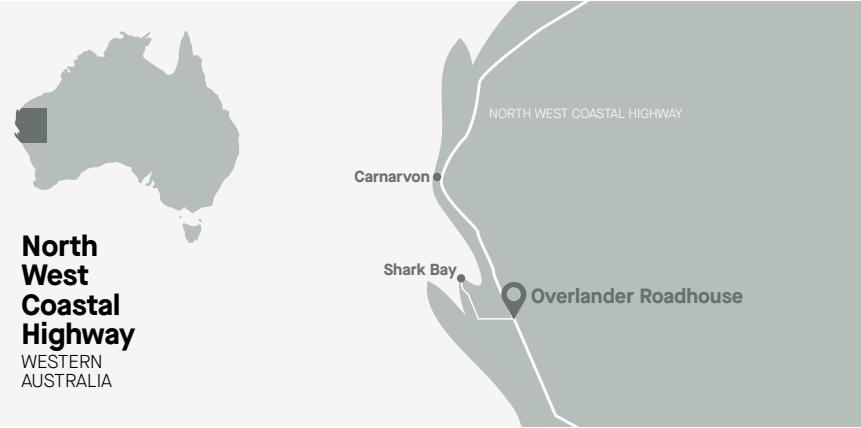 North
West
Coastal
Highway
WESTERN
AUSTRALIA
NORTH WEST COASTAL HIGHWAY
Carnarvon
Shark Bay
Overlander Roadhouse